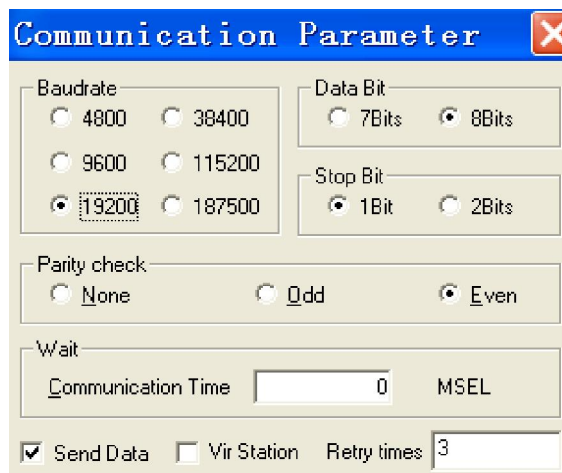 Communication Parameter
Baudrate
4800 38400
9600 115200
19200 187500
Data Bit
7Bits 8Bits
Stop Bit
1Bit 2Bits
Parity check
None Odd Even
Wait
Communication Time 0 MSEL
Send Data Vir Station Retry times 3